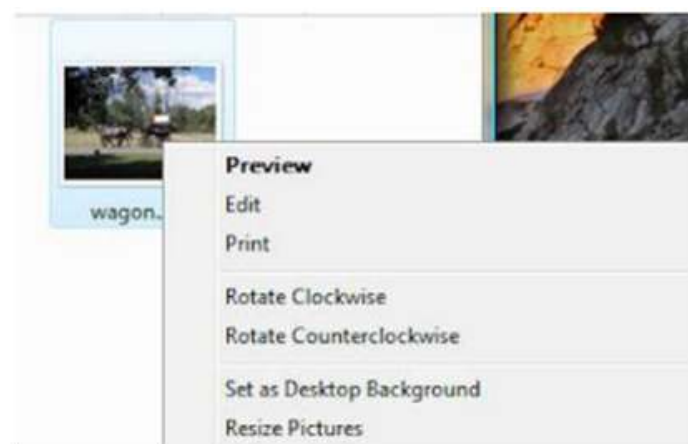 wagon.
Preview
Edit
Print
Rotate Clockwise
Rotate Counterclockwise
Set as Desktop Background
Resize Pictures